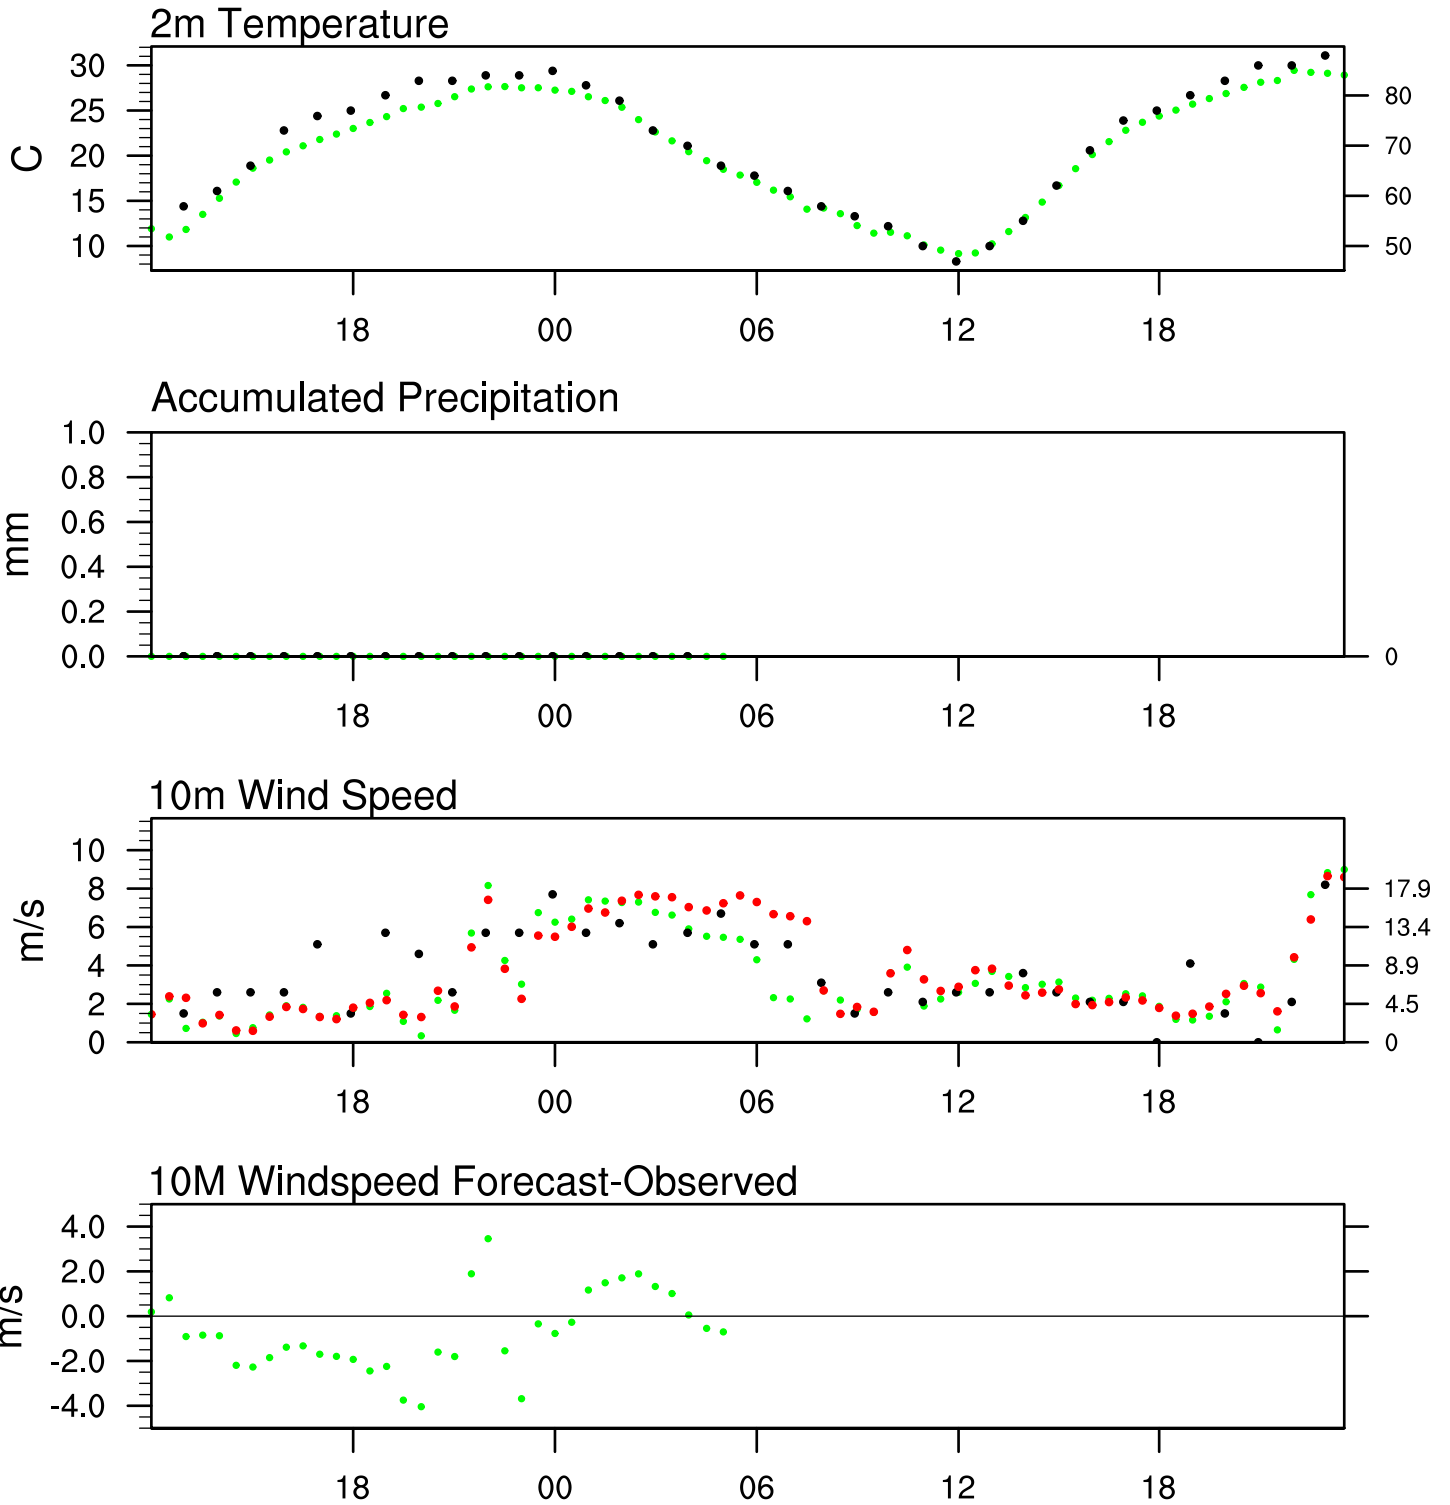 2m Temperature
30
25
20
15
10
C
80
70
60
50
18 00 06 12 18
Accumulated Precipitation
1.0
0.8
0.6
0.4
0.2
0.0
mm
0
18 00 06 12 18
10m Wind Speed
10
8
6
4
2
0
m/s
17.9
13.4
8.9
4.5
0
18 00 06 12 18
10M Windspeed Forecast-Observed
4.0
2.0
0.0
-2.0
-4.0
m/s
18 00 06 12 18